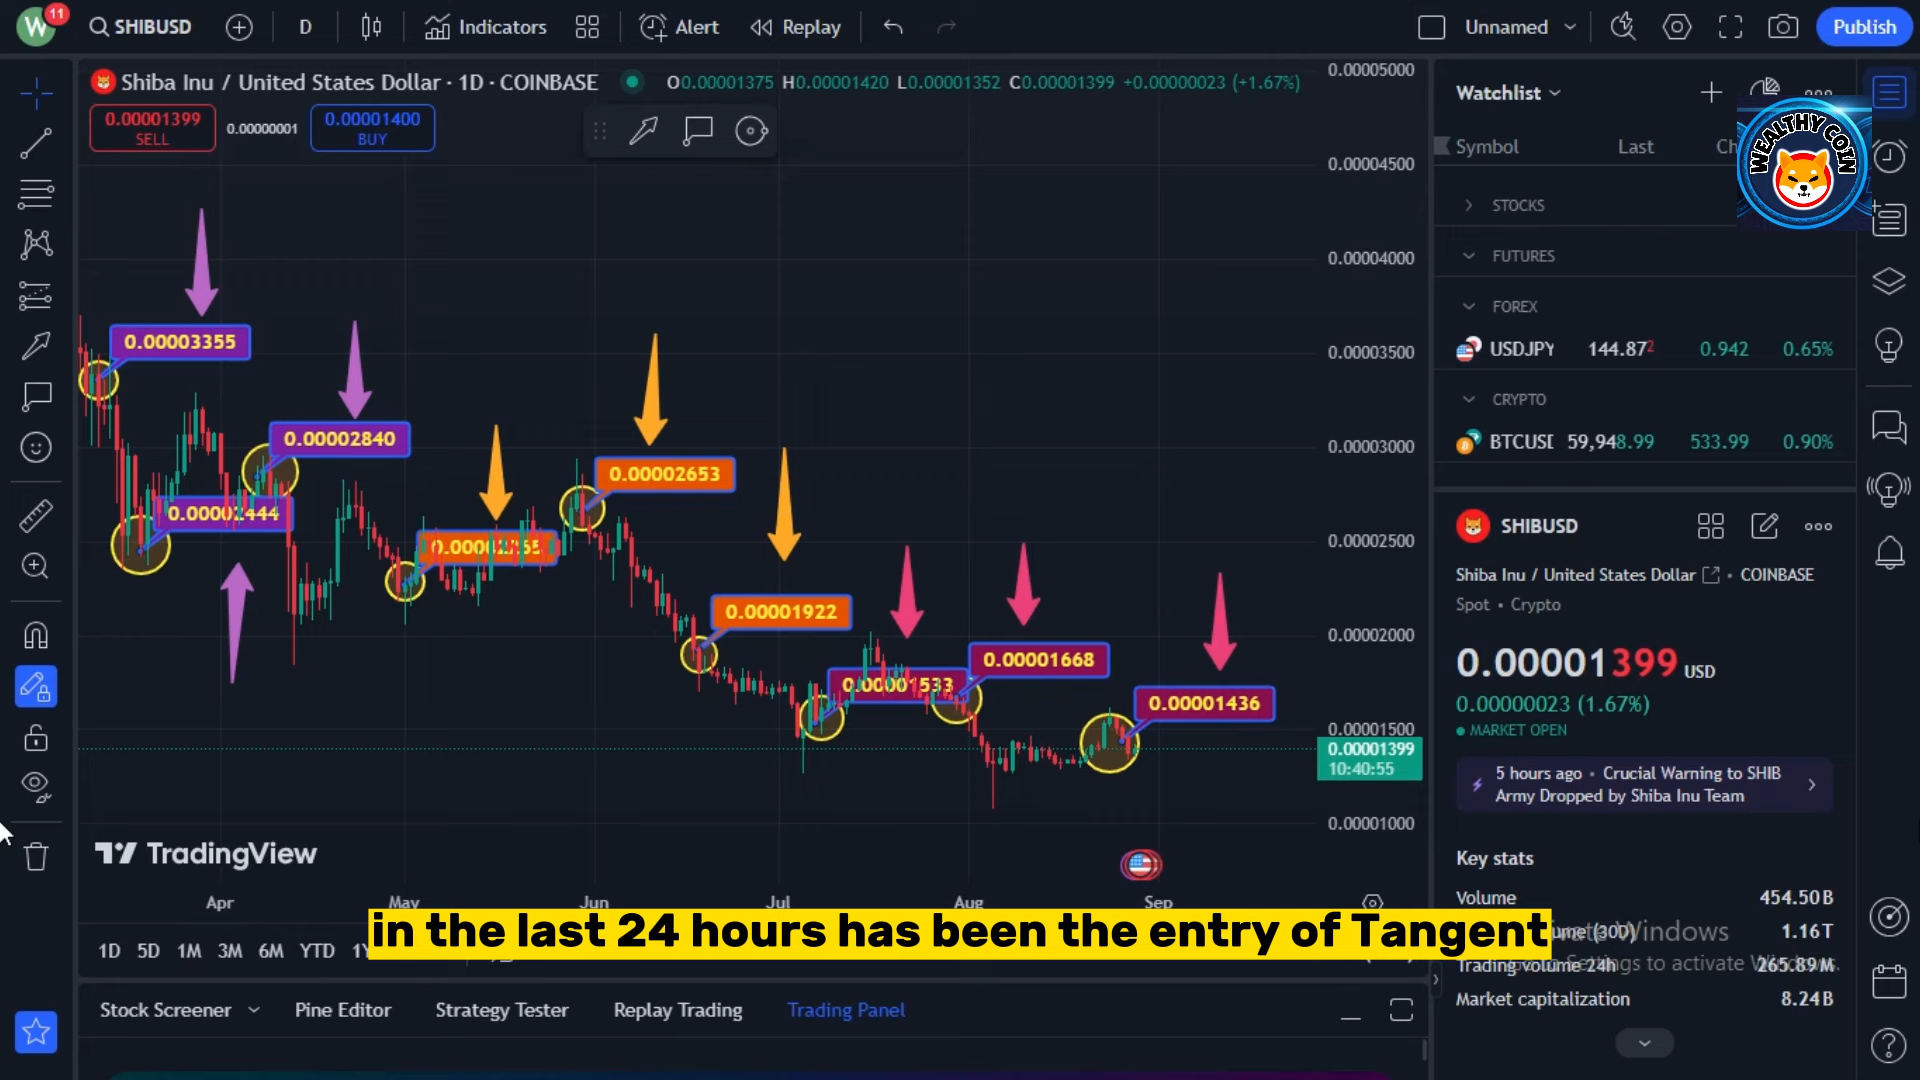 W
11
SHIBUSD
D
Indicators
Alert
Replay
Unnamed
Publish
Shiba Inu / United States Dollar · 1D · COINBASE
O0.00001375 H0.00001420 L0.00001352 C0.00001399 +0.00000023 (+1.67%)
0.00001399
SELL
0.00000001
0.00001400
BUY
0.00005000
0.00004500
0.00004000
0.00003500
0.00003000
0.00002500
0.00002000
0.00001500
0.00001399
10:40:55
0.00001000
0.00003355
0.00002840
0.00002444
0.00002653
0.00001922
0.00001533
0.00001668
0.00001436
TradingView
Apr
May
Jun
Jul
Aug
Sep
in the last 24 hours has been the entry of Tangent
1D 5D 1M 3M 6M YTD
Stock Screener
Pine Editor
Strategy Tester
Replay Trading
Trading Panel
Watchlist
WEALTHY COIN
Symbol
Last
STOCKS
FUTURES
FOREX
USDJPY 144.872 0.942 0.65%
CRYPTO
BTCUSD 59,948.99 533.99 0.90%
SHIBUSD
Shiba Inu / United States Dollar • COINBASE
Spot • Crypto
0.00001399 USD
0.00000023 (1.67%)
MARKET OPEN
5 hours ago • Crucial Warning to SHIB
Army Dropped by Shiba Inu Team
Key stats
Volume 454.50B
1.16T
Trading volume 24h 265.89M
Market capitalization 8.24B